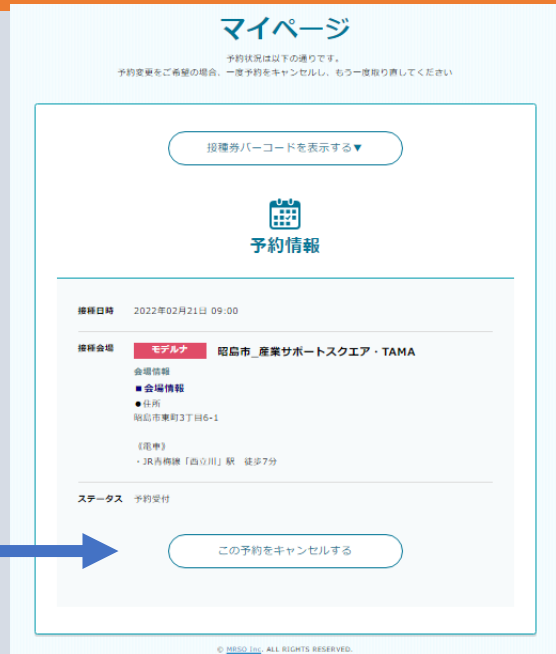 マイページ
予約状況は以下の通りです。
予約変更をご希望の場合、一度予約をキャンセルし、もう一度取り直してください
接種券バーコードを表示する▼
予約情報
接種日時 2022年02月21日 09:00
接種会場 モデルナ 昭島市_産業サポートスクエア・TAMA
会場情報
■会場情報
●住所
昭島市東町3丁目6-1
《電車》
・JR青梅線「西立川」駅 徒歩7分
ステータス 予約受付
この予約をキャンセルする
© MRSO Inc. ALL RIGHTS RESERVED.